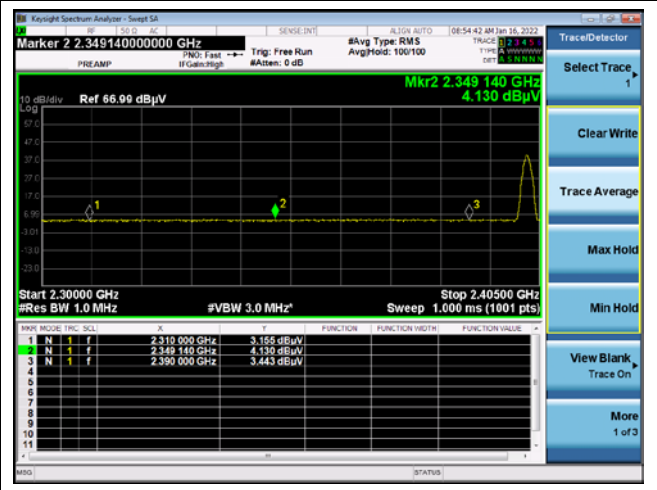 Keysight Spectrum Analyzer - Swept SA
RF 50 Ω AC SENSE:INT ALIGN AUTO 08:54:42 AM Jan 16, 2022
Marker 2 2.349140000000 GHz
PREAMP
PNO: Fast
IFGain:High
Trig: Free Run
#Atten: 0 dB
#Avg Type: RMS
Avg|Hold: 100/100
TRACE 1 2 3 4 5 6
TYPE A WWWWW
DET A S N N N N
Mkr2 2.349 140 GHz
4.130 dBµV
10 dB/div Ref 66.99 dBµV
Log
57.0
47.0
37.0
27.0
17.0
6.99
-3.01
-13.0
-23.0
1
2
3
Start 2.30000 GHz Stop 2.40500 GHz
#Res BW 1.0 MHz #VBW 3.0 MHz* Sweep 1.000 ms (1001 pts)
MKR MODE TRC SCL X Y FUNCTION FUNCTION WIDTH FUNCTION VALUE
1 N 1 f 2.310 000 GHz 3.155 dBµV
2 N 1 f 2.349 140 GHz 4.130 dBµV
3 N 1 f 2.390 000 GHz 3.443 dBµV
4
5
6
7
8
9
10
11
MSG STATUS
Trace/Detector
Select Trace
1
Clear Write
Trace Average
Max Hold
Min Hold
View Blank
Trace On
More
1 of 3